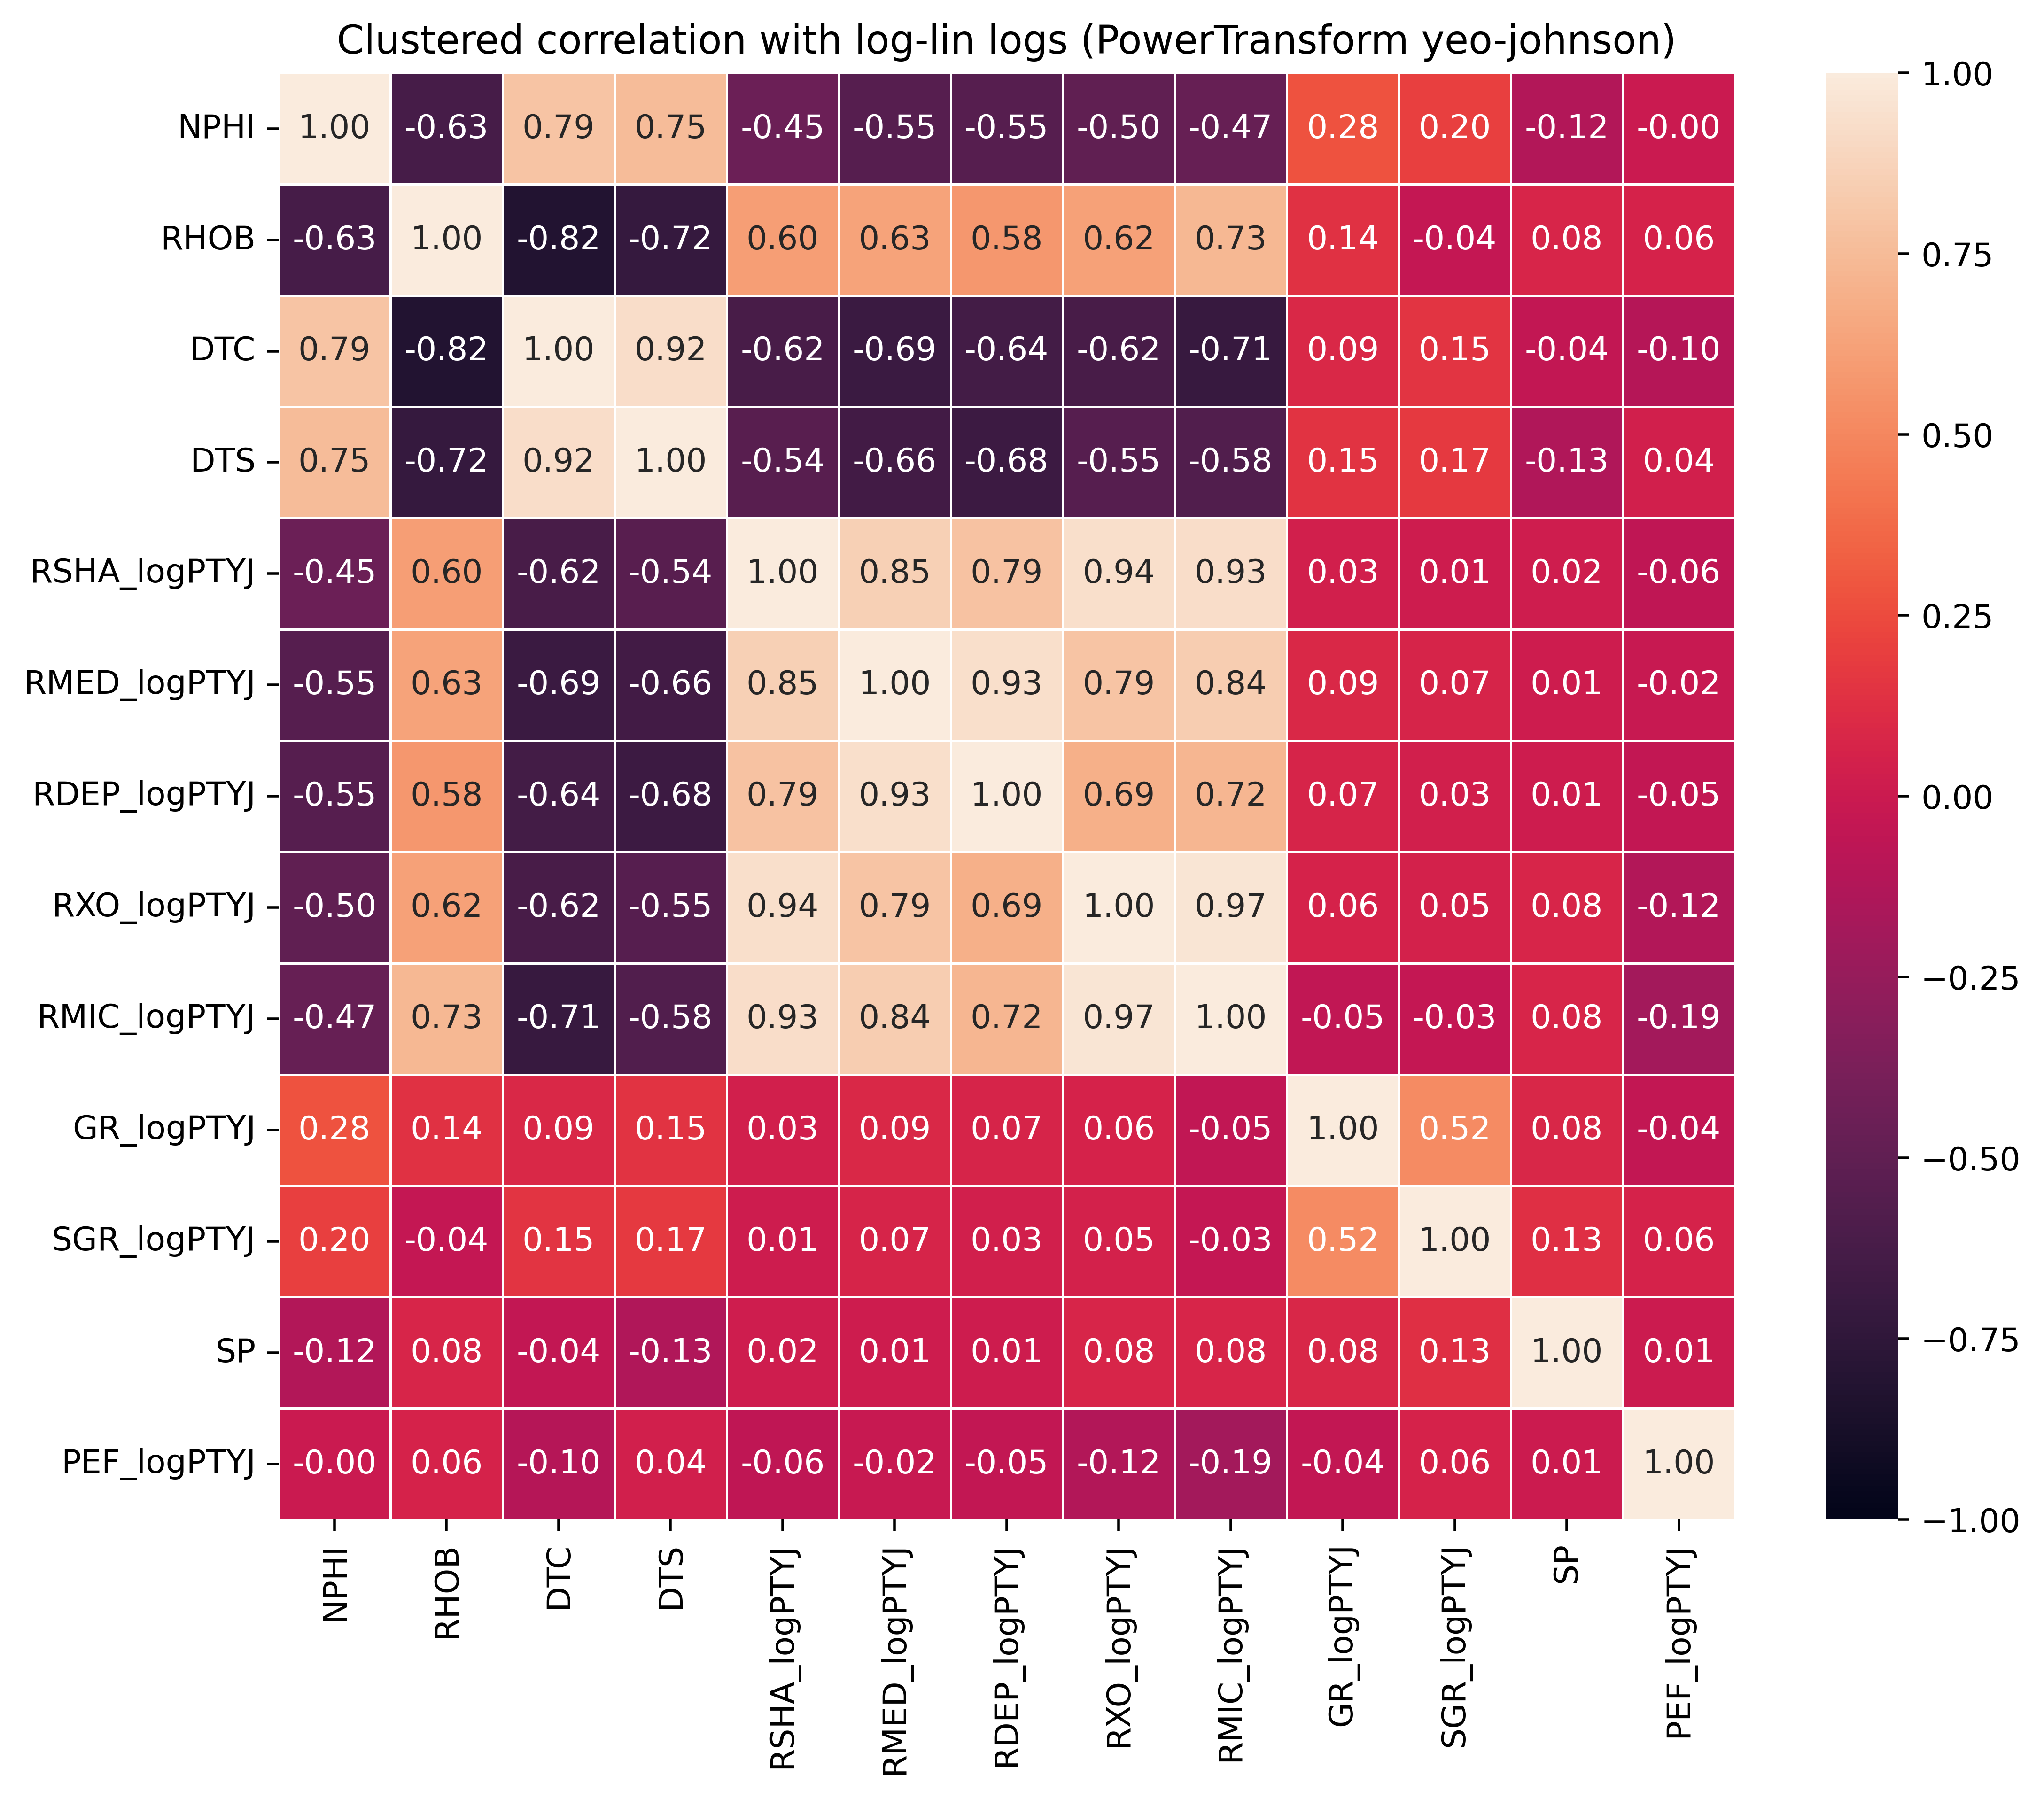 Clustered correlation with log-lin logs (PowerTransform yeo-johnson)
NPHI 1.00 -0.63 0.79 0.75 -0.45 -0.55 -0.55 -0.50 -0.47 0.28 0.20 -0.12 -0.00
RHOB -0.63 1.00 -0.82 -0.72 0.60 0.63 0.58 0.62 0.73 0.14 -0.04 0.08 0.06
DTC 0.79 -0.82 1.00 0.92 -0.62 -0.69 -0.64 -0.62 -0.71 0.09 0.15 -0.04 -0.10
DTS 0.75 -0.72 0.92 1.00 -0.54 -0.66 -0.68 -0.55 -0.58 0.15 0.17 -0.13 0.04
RSHA_logPTYJ -0.45 0.60 -0.62 -0.54 1.00 0.85 0.79 0.94 0.93 0.03 0.01 0.02 -0.06
RMED_logPTYJ -0.55 0.63 -0.69 -0.66 0.85 1.00 0.93 0.79 0.84 0.09 0.07 0.01 -0.02
RDEP_logPTYJ -0.55 0.58 -0.64 -0.68 0.79 0.93 1.00 0.69 0.72 0.07 0.03 0.01 -0.05
RXO_logPTYJ -0.50 0.62 -0.62 -0.55 0.94 0.79 0.69 1.00 0.97 0.06 0.05 0.08 -0.12
RMIC_logPTYJ -0.47 0.73 -0.71 -0.58 0.93 0.84 0.72 0.97 1.00 -0.05 -0.03 0.08 -0.19
GR_logPTYJ 0.28 0.14 0.09 0.15 0.03 0.09 0.07 0.06 -0.05 1.00 0.52 0.08 -0.04
SGR_logPTYJ 0.20 -0.04 0.15 0.17 0.01 0.07 0.03 0.05 -0.03 0.52 1.00 0.13 0.06
SP -0.12 0.08 -0.04 -0.13 0.02 0.01 0.01 0.08 0.08 0.08 0.13 1.00 0.01
PEF_logPTYJ -0.00 0.06 -0.10 0.04 -0.06 -0.02 -0.05 -0.12 -0.19 -0.04 0.06 0.01 1.00
NPHI RHOB DTC DTS RSHA_logPTYJ RMED_logPTYJ RDEP_logPTYJ RXO_logPTYJ RMIC_logPTYJ GR_logPTYJ SGR_logPTYJ SP PEF_logPTYJ
1.00
0.75
0.50
0.25
0.00
−0.25
−0.50
−0.75
−1.00